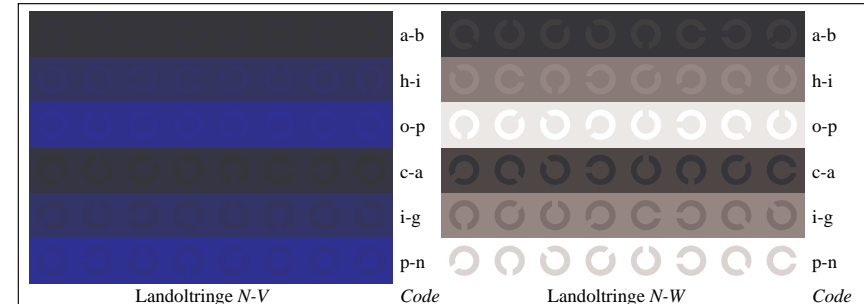 a-b a-b
h-i h-i
o-p o-p
c-a c-a
i-g i-g
p-n p-n
Landoltringe N-V Code Landoltringe N-W Code